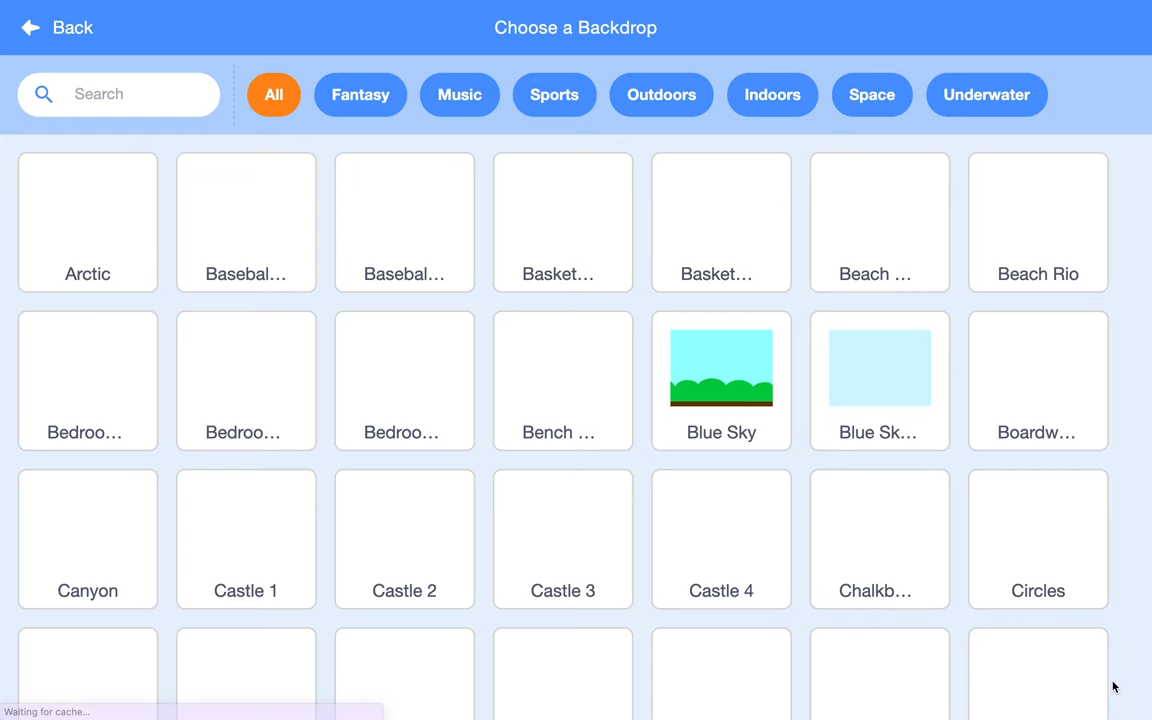 Back
Choose a Backdrop
Search
All
Fantasy
Music
Sports
Outdoors
Indoors
Space
Underwater
Arctic
Basebal...
Basebal...
Basket...
Basket...
Beach ...
Beach Rio
Bedroo...
Bedroo...
Bedroo...
Bench ...
Blue Sky
Blue Sk...
Boardw...
Canyon
Castle 1
Castle 2
Castle 3
Castle 4
Chalkb...
Circles
Waiting for cache...